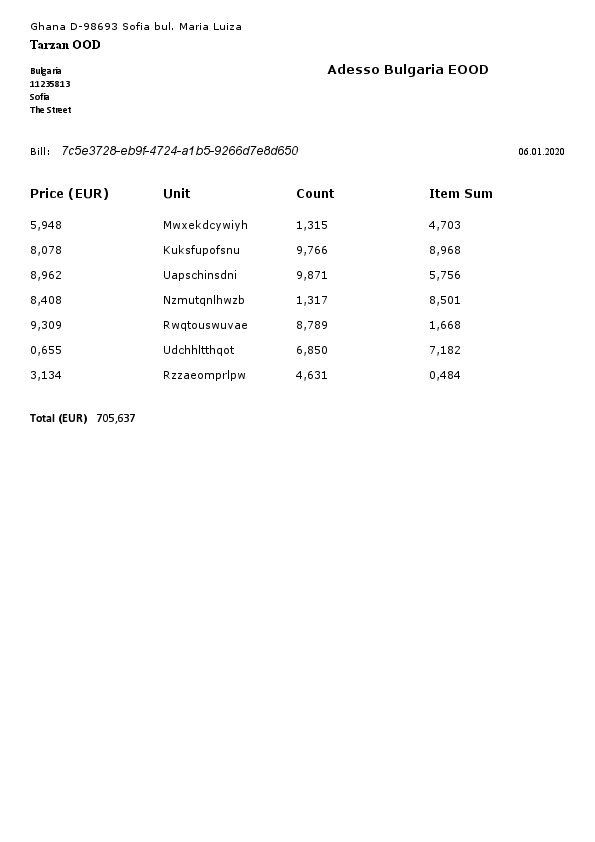 Ghana D-98693 Sofia bul. Maria Luiza
Tarzan OOD
Bulgaria
11235813
Sofia
The Street
Adesso Bulgaria EOOD
Bill: 7c5e3728-eb9f-4724-a1b5-9266d7e8d650 06.01.2020
Price (EUR) Unit Count Item Sum
5,948 Mwxekdcywiyh 1,315 4,703
8,078 Kuksfupofsnu 9,766 8,968
8,962 Uapschinsdni 9,871 5,756
8,408 Nzmutqnlhwzb 1,317 8,501
9,309 Rwqtouswuvae 8,789 1,668
0,655 Udchhltthqot 6,850 7,182
3,134 Rzzaeomprlpw 4,631 0,484
Total (EUR) 705,637